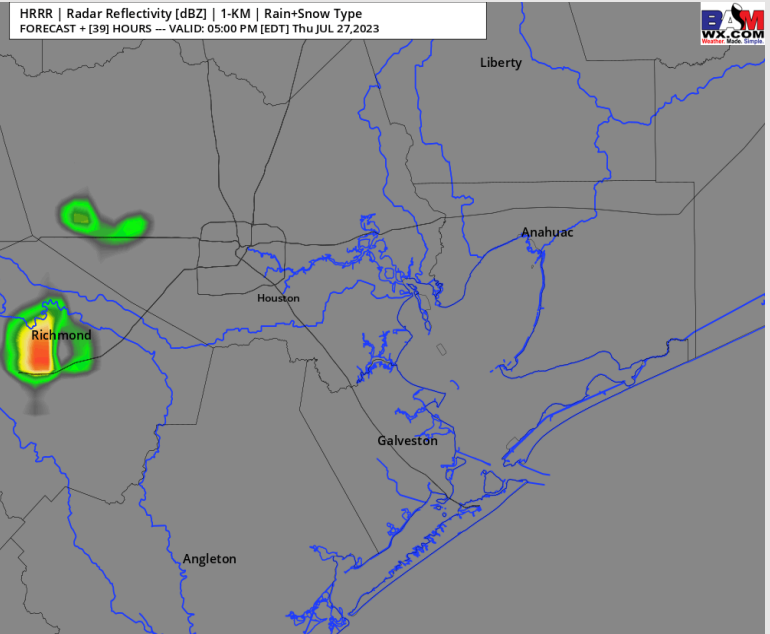 HRRR | Radar Reflectivity [dBZ] | 1-KM | Rain+Snow Type
FORECAST + [39] HOURS --- VALID: 05:00 PM [EDT] Thu JUL 27,2023
BAM
WX.COM
Weather. Made. Simple.
Liberty
Anahuac
Houston
Richmond
Galveston
Angleton